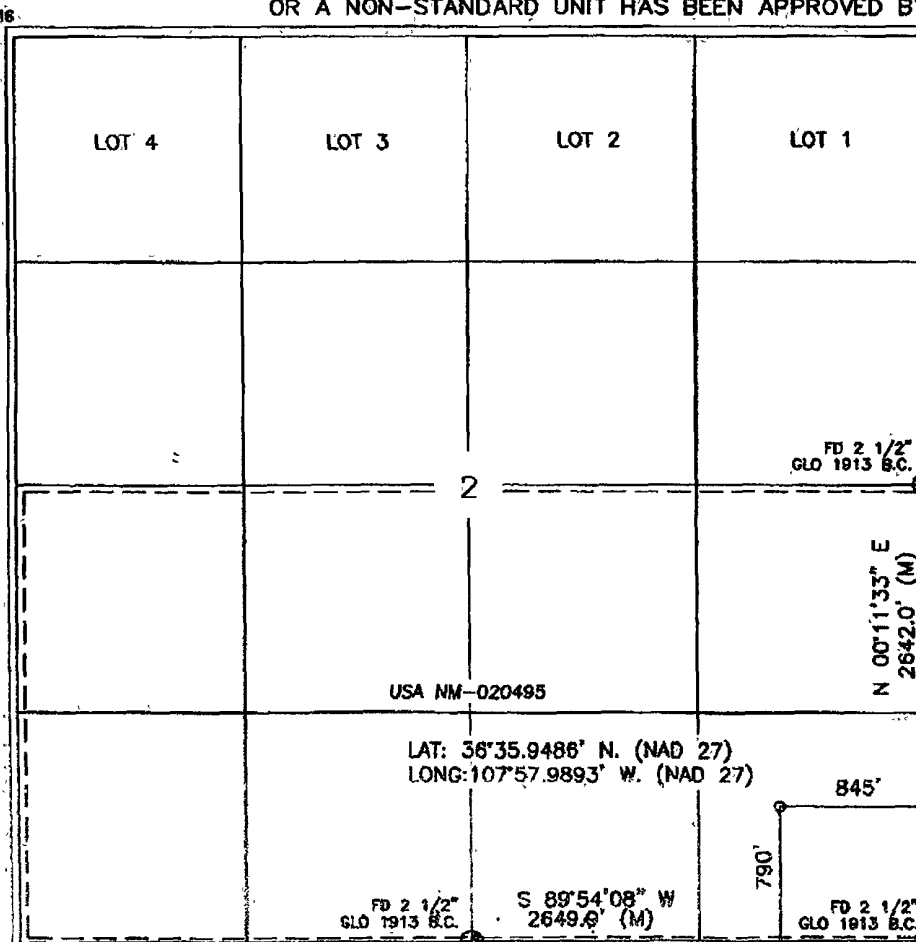 16
OR A NON-STANDARD UNIT HAS BEEN APPROVED BY
LOT 4
LOT 3
LOT 2
LOT 1
FD 2 1/2"
GLO 1913 B.C.
2
N 00°11'33" E
2642.0' (M)
USA NM-020495
LAT: 36°35.9486' N. (NAD 27)
LONG:107°57.9893' W. (NAD 27)
845'
790'
FD 2 1/2"
GLO 1913 B.C.
S 89°54'08" W
2649.9' (M)
FD 2 1/2"
GLO 1913 B.C.